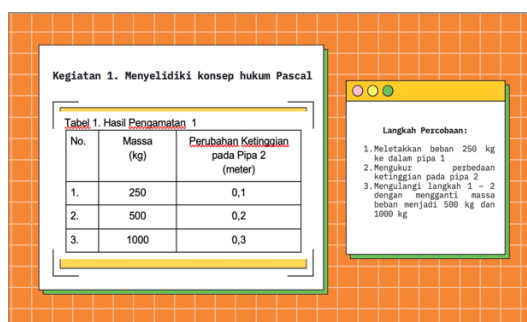 Kegiatan 1. Menyelidiki konsep hukum Pascal
Tabel 1. Hasil Pengamatan 1
No. Massa (kg) Perubahan Ketinggian pada Pipa 2 (meter)
1. 250 0,1
2. 500 0,2
3. 1000 0,3
Langkah Percobaan:
1.Meletakkan beban 250 kg
ke dalam pipa 1
2.Mengukur perbedaan
ketinggian pada pipa 2
3.Mengulangi langkah 1 – 2
dengan mengganti massa
beban menjadi 500 kg dan
1000 kg